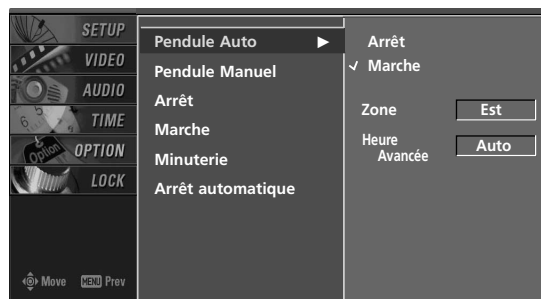 SETUP
VIDEO
AUDIO
TIME
OPTION
LOCK
Move MENU Prev
Pendule Auto ►
Pendule Manuel
Arrêt
Marche
Minuterie
Arrêt automatique
Arrêt
✓ Marche
Zone Est
Heure
Avancée Auto